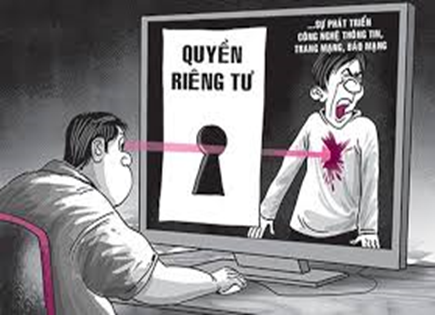 QUYỀN
RIÊNG TƯ
...SỰ PHÁT TRIỂN
CÔNG NGHỆ THÔNG TIN,
TRANG MẠNG, BÁO MẠNG